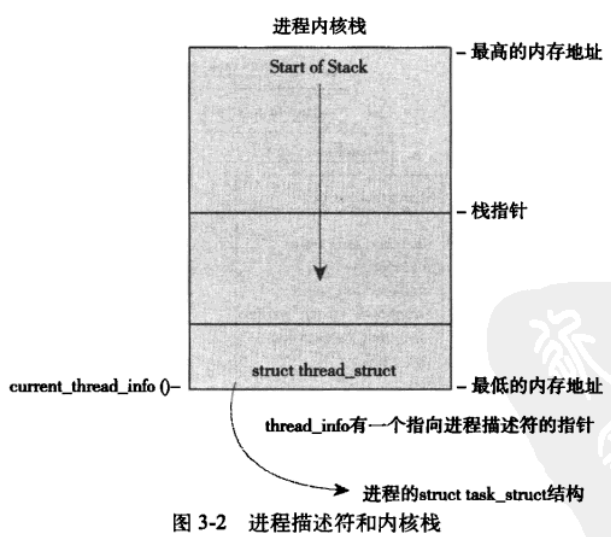 进程内核栈
最高的内存地址
Start of Stack
栈指针
struct thread_struct
current_thread_info ()
最低的内存地址
thread_info有一个指向进程描述符的指针
进程的struct task_struct结构
图 3-2 进程描述符和内核栈